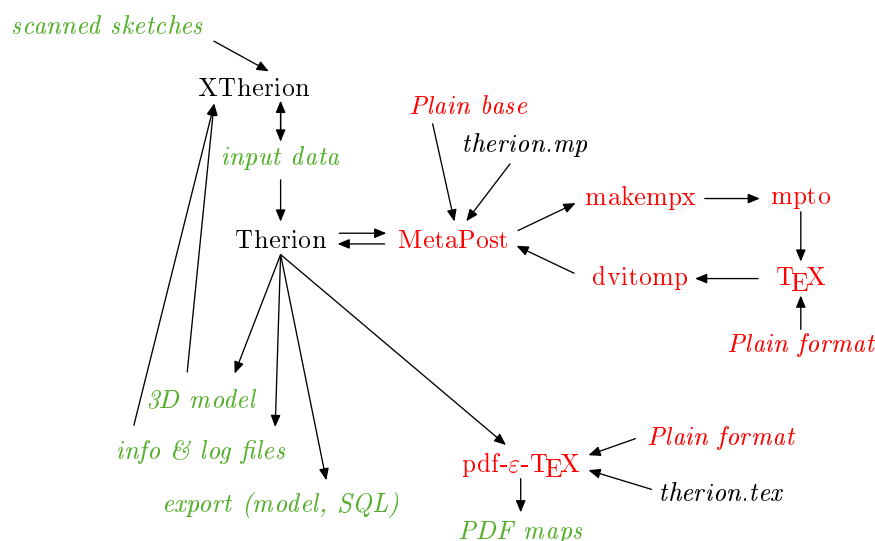 scanned sketches
XTherion
Plain base
therion.mp
input data
makempx
mpto
Therion
MetaPost
dvitomp
TEX
Plain format
3D model
info & log files
Plain format
pdf-ε-TEX
export (model, SQL)
therion.tex
PDF maps